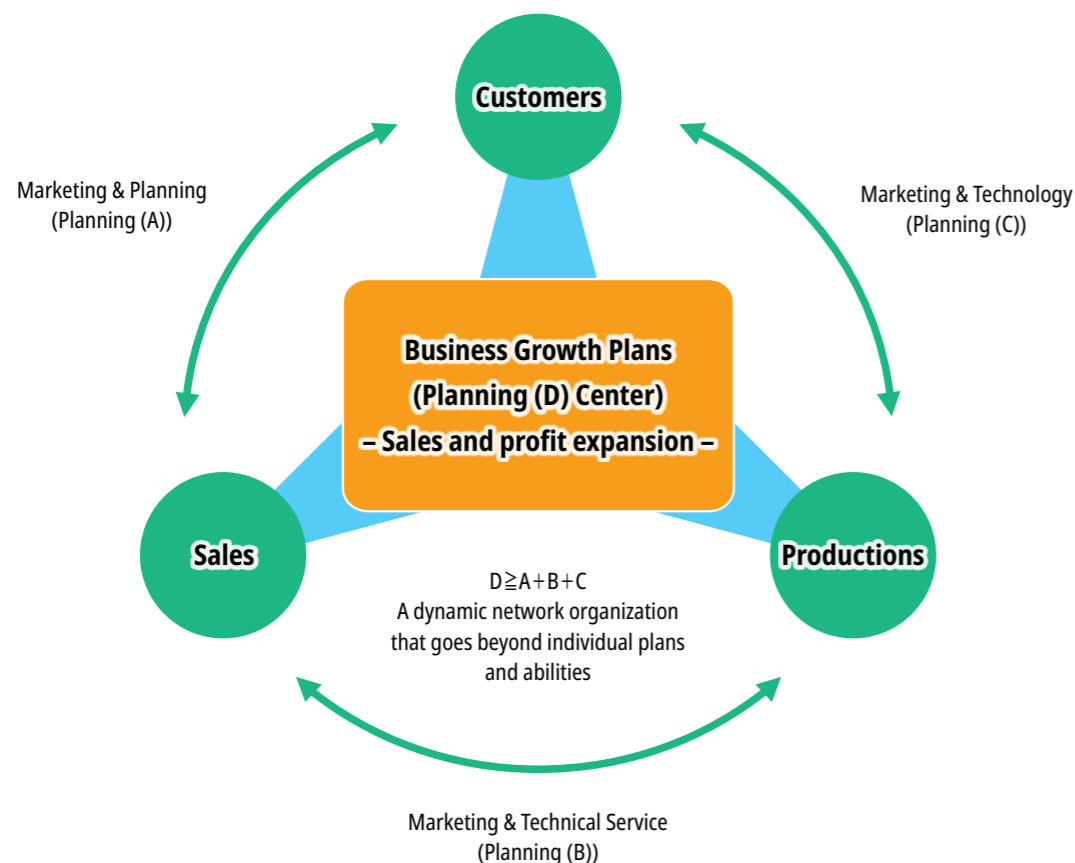 Customers
Marketing & Planning
(Planning (A))
Marketing & Technology
(Planning (C))
Business Growth Plans
(Planning (D) Center)
– Sales and profit expansion –
Sales
Productions
D≧A+B+C
A dynamic network organization
that goes beyond individual plans
and abilities
Marketing & Technical Service
(Planning (B))